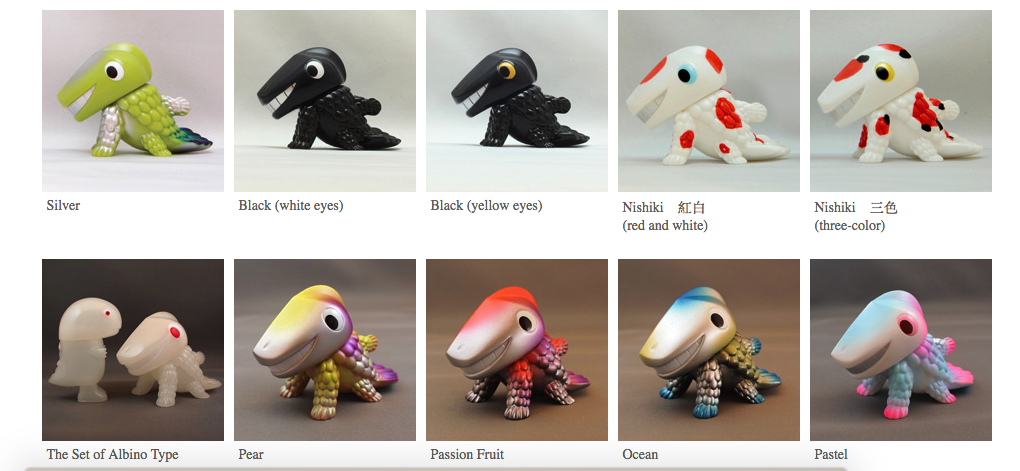 Silver
Black (white eyes)
Black (yellow eyes)
Nishiki　紅白
(red and white)
Nishiki　三色
(three-color)
The Set of Albino Type
Pear
Passion Fruit
Ocean
Pastel